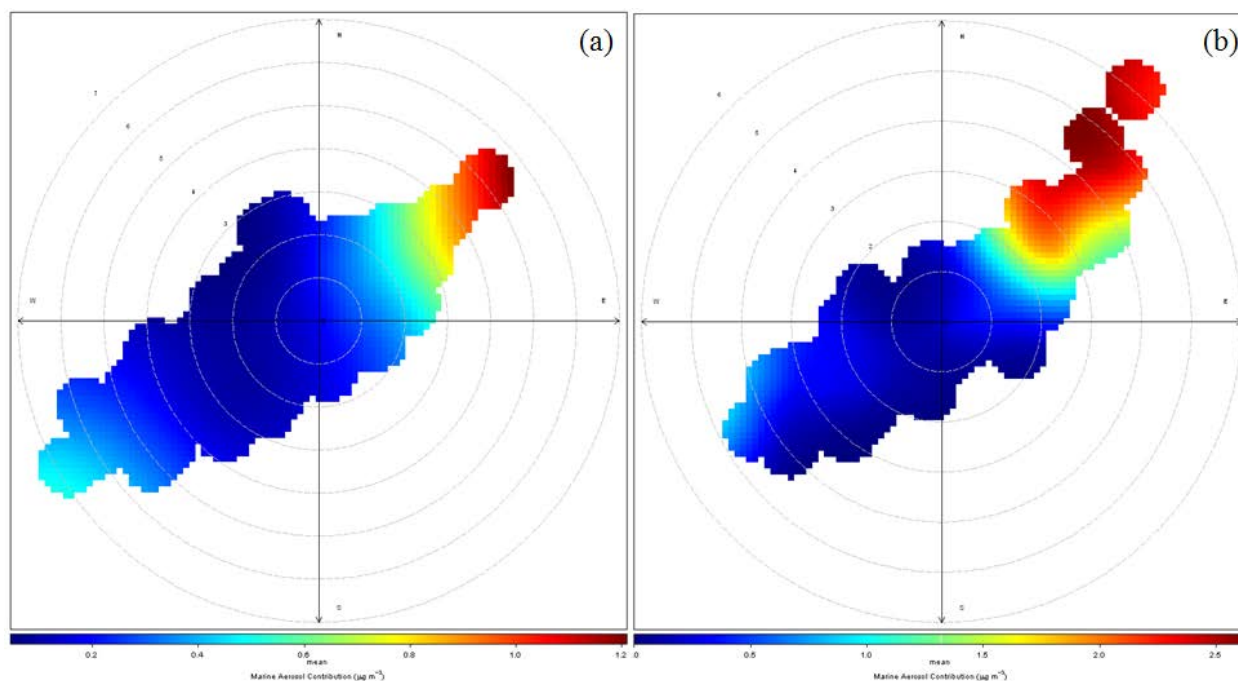 (a)
N
7
6
5
4
3
W
E
S
0.2 0.4 0.6 0.8 1.0 1.2
mean
Marine Aerosol Contribution (µg m⁻³)
(b)
N
6
5
4
3
2
W
E
S
0 0.5 1.0 1.5 2.0 2.5
mean
Marine Aerosol Contribution (µg m⁻³)